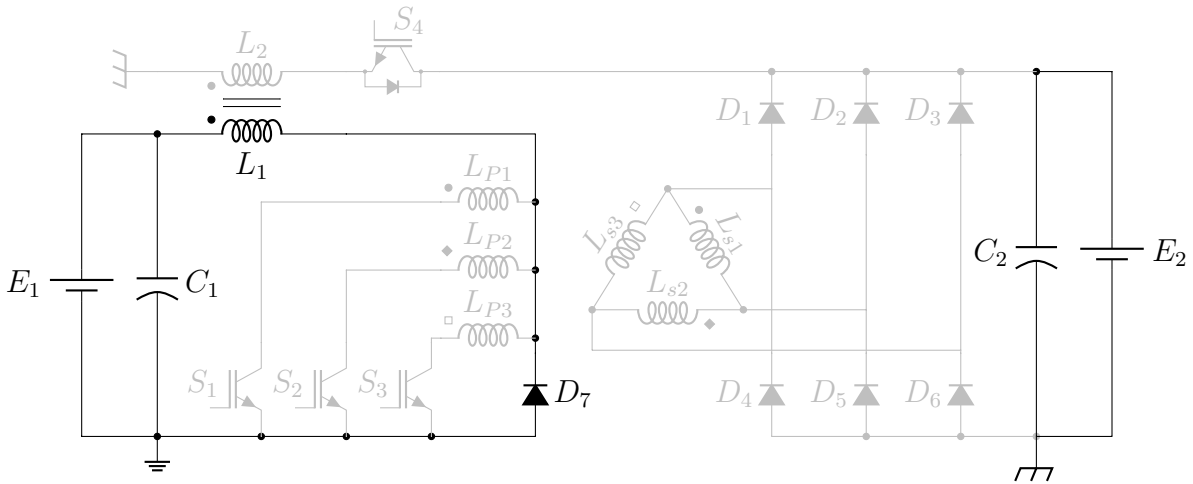 S4
L2
D1 D2 D3
L1
LP1
LP2
LP3
Ls3 Ls1
Ls2
E1 C1 C2 E2
S1 S2 S3 D7 D4 D5 D6